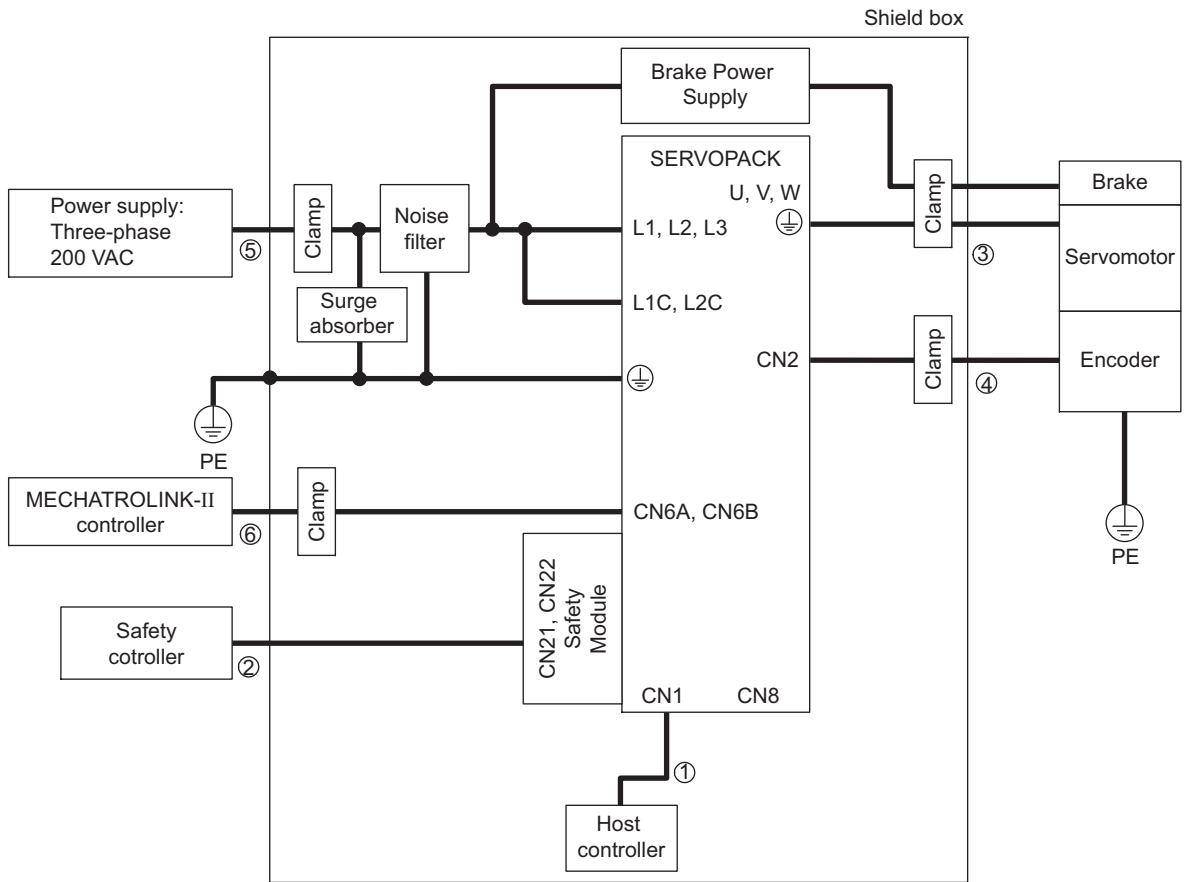 Shield box
Brake Power
Supply
SERVOPACK
U, V, W
Clamp
Brake
Power supply:
Three-phase
200 VAC
⑤
Clamp
Noise
filter
L1, L2, L3
③
Servomotor
Surge
absorber
L1C, L2C
CN2
Clamp
④
Encoder
PE
MECHATROLINK-II
controller
⑥
Clamp
CN6A, CN6B
PE
CN21, CN22
Safety
Module
Safety
cotroller
②
CN1
CN8
①
Host
controller